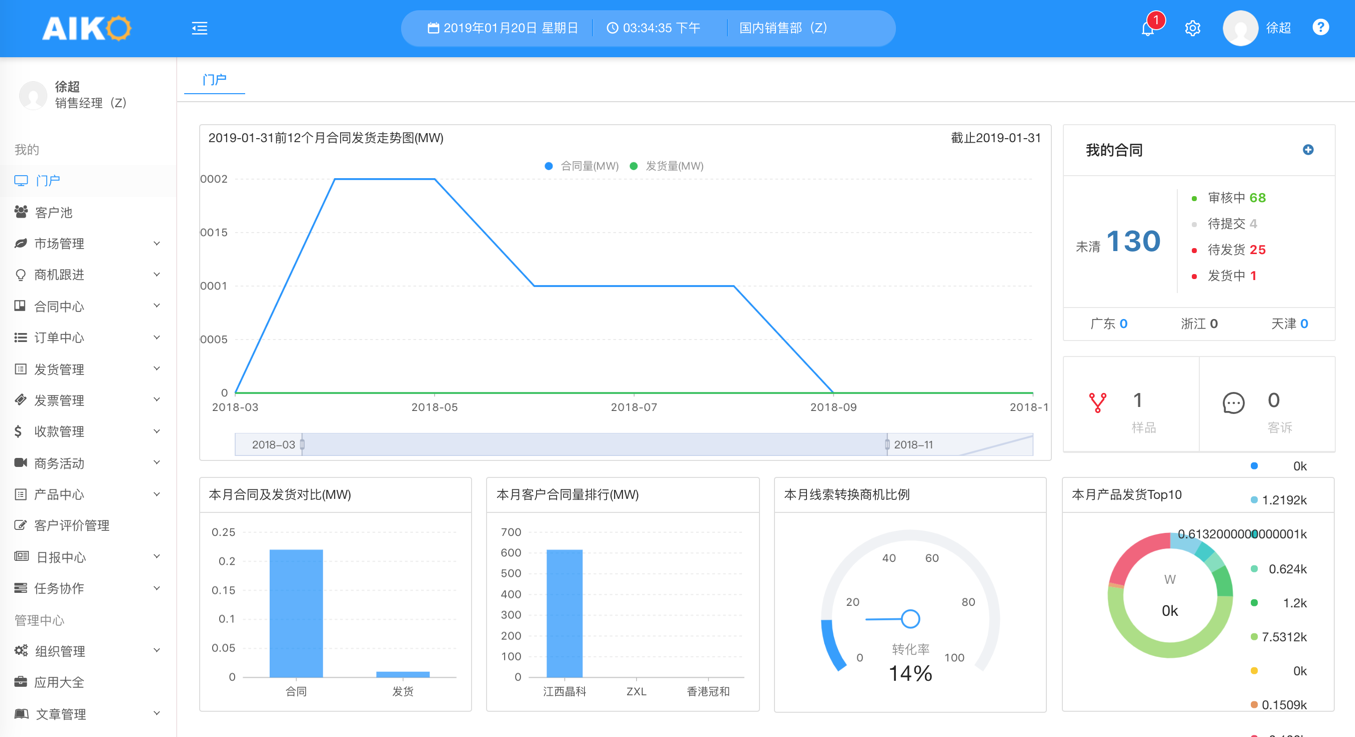 AIKO
2019年01月20日 星期日
03:34:35 下午
国内销售部（Z）
1
徐超
?
徐超
销售经理（Z）
我的
门户
客户池
市场管理
商机跟进
合同中心
订单中心
发货管理
发票管理
收款管理
商务活动
产品中心
客户评价管理
日报中心
任务协作
管理中心
组织管理
应用大全
文章管理
门户
2019-01-31前12个月合同发货走势图(MW)
截止2019-01-31
合同量(MW)
发货量(MW)
0002
0015
0001
0005
0
2018-03
2018-05
2018-07
2018-09
2018-1
2018-03
2018-11
我的合同
未清 130
审核中 68
待提交 4
待发货 25
发货中 1
广东 0
浙江 0
天津 0
1
样品
0
客诉
本月合同及发货对比(MW)
0.25
0.2
0.15
0.1
0.05
0
合同
发货
本月客户合同量排行(MW)
700
600
500
400
300
200
100
0
江西晶科
ZXL
香港冠和
本月线索转换商机比例
0
20
40
60
80
100
转化率
14%
本月产品发货Top10
W
0k
0k
1.2192k
0.6132000000000001k
0.624k
1.2k
7.5312k
0k
0.1509k